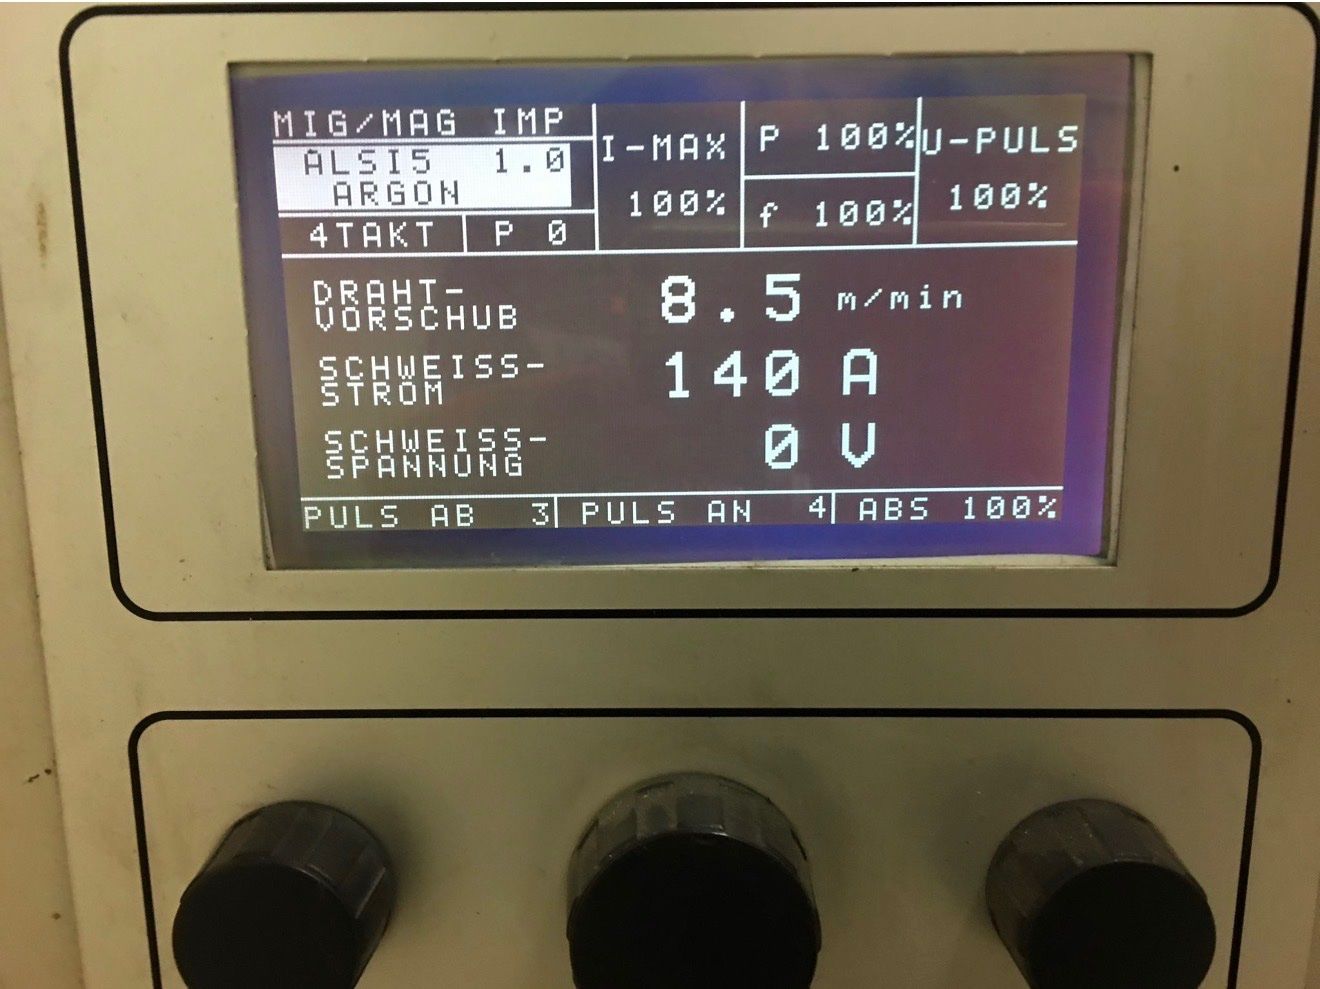 MIG/MAG IMP
ALSI5 1.0
ARGON
4TAKT P 0
I-MAX
100%
P 100%
f 100%
U-PULS
100%
DRAHT-
VORSCHUB
8.5 m/min
SCHWEISS-
STROM
140 A
SCHWEISS-
SPANNUNG
0 V
PULS AB 3
PULS AN 4
ABS 100%